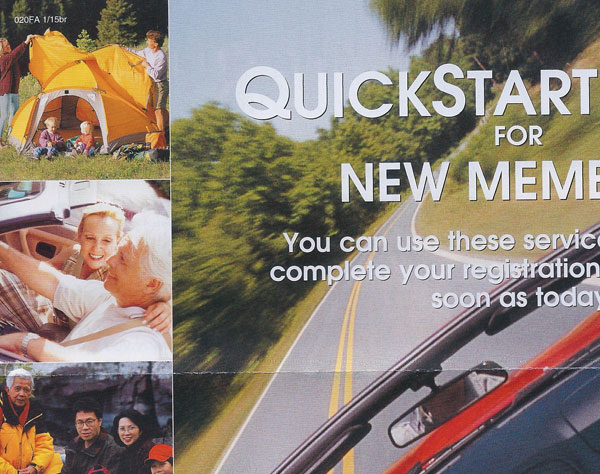 020FA 1/15br
QUICKSTART
FOR
NEW MEMB
You can use these service
complete your registration
soon as today